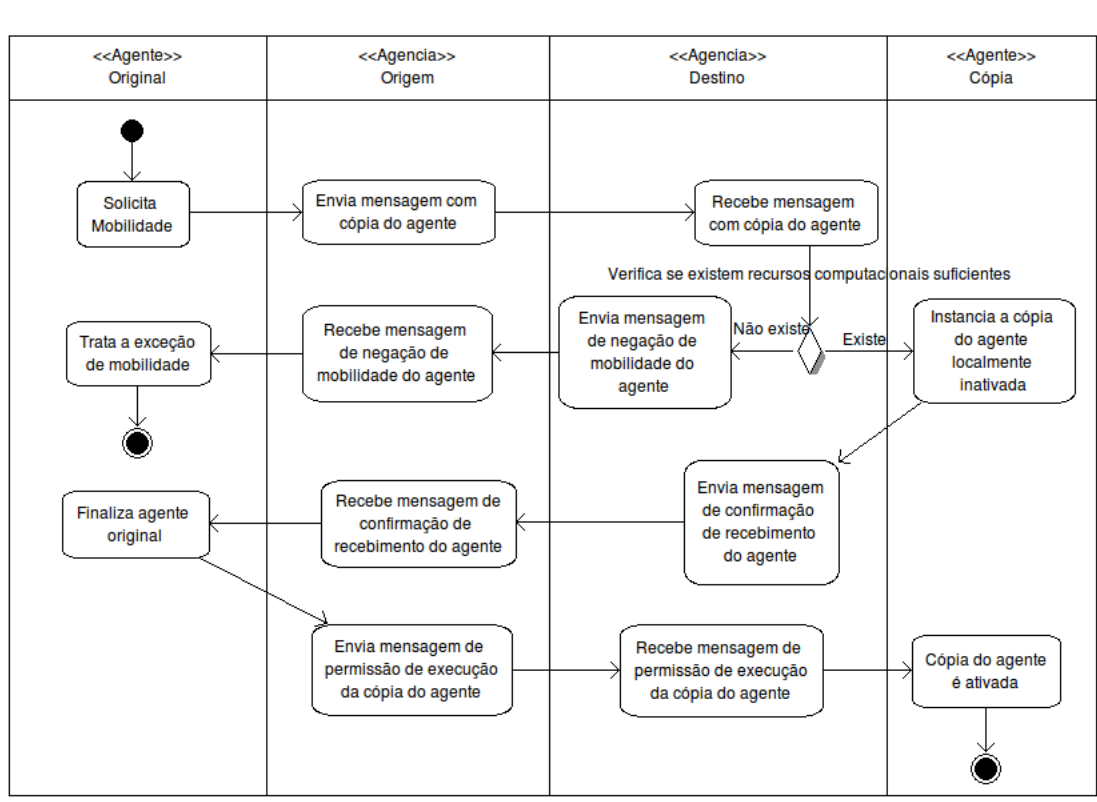 <<Agente>>
Original
<<Agencia>>
Origem
<<Agencia>>
Destino
<<Agente>>
Cópia
Solicita
Mobilidade
Envia mensagem com
cópia do agente
Recebe mensagem
com cópia do agente
Verifica se existem recursos computacionais suficientes
Trata a exceção
de mobilidade
Recebe mensagem
de negação de
mobilidade do agente
Envia mensagem
de negação de
mobilidade do
agente
Não existe
Existe
Instancia a cópia
do agente
localmente
inativada
Finaliza agente
original
Recebe mensagem de
confirmação de
recebimento do agente
Envia mensagem
de confirmação
de recebimento
do agente
Envia mensagem de
permissão de execução
da cópia do agente
Recebe mensagem de
permissão de execução
da cópia do agente
Cópia do agente
é ativada